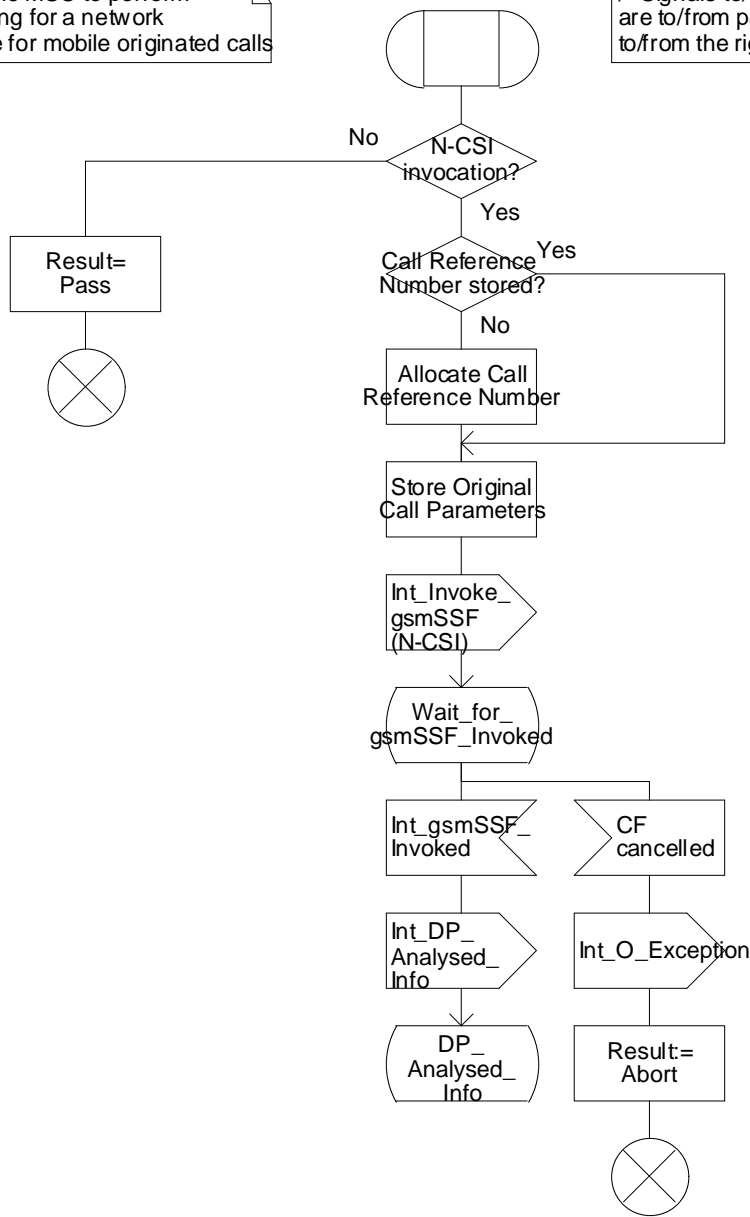 ing for a network
for mobile originated calls
are to/from
to/from the
No
N-CSI
invocation?
Yes
Result=
Pass
Call Reference
Number stored?
Yes
No
Allocate Call
Reference Number
Store Original
Call Parameters
Int_Invoke_
gsmSSF
(N-CSI)
Wait_for_
gsmSSF_Invoked
Int_gsmSSF_
Invoked
CF
cancelled
Int_DP_
Analysed_
Info
Int_O_Exception
DP_
Analysed_
Info
Result:=
Abort